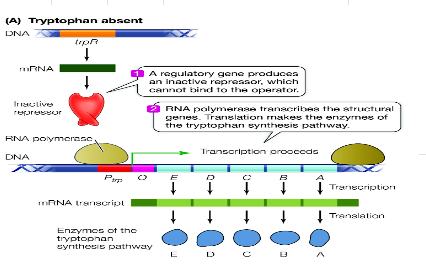 (A) Tryptophan absent
DNA
trpR
mRNA
1 A regulatory gene produces
an inactive repressor, which
cannot bind to the operator.
Inactive
repressor
2 RNA polymerase transcribes the structural
genes. Translation makes the enzymes of
the tryptophan synthesis pathway.
RNA polymerase
Transcription proceeds
DNA
Ptrp O E D C B A
Transcription
mRNA transcript
Translation
Enzymes of the
tryptophan
synthesis pathway
E D C B A